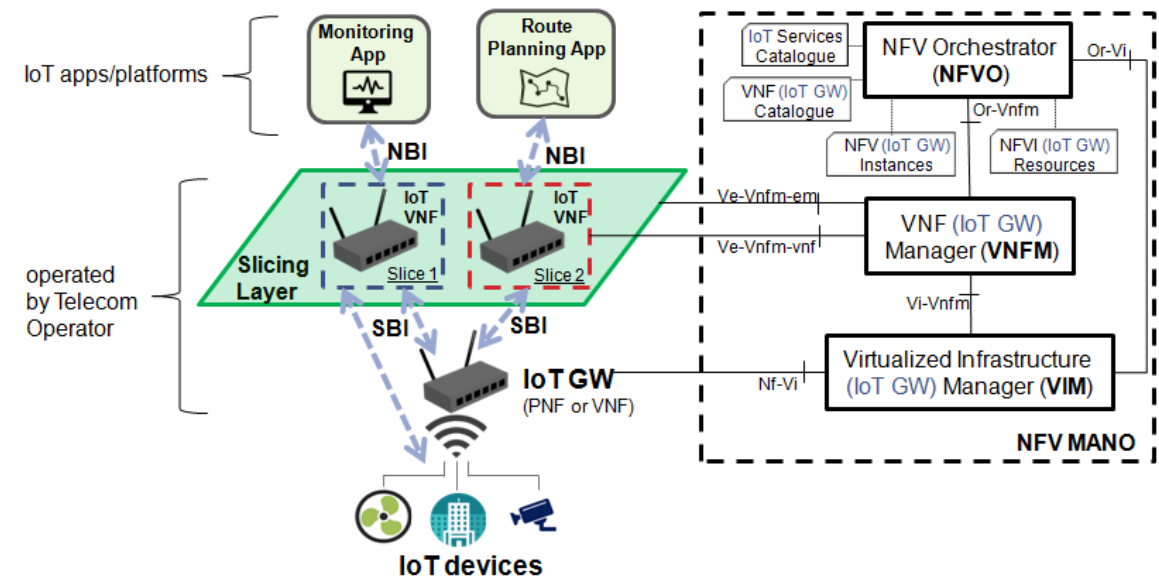 Monitoring
App
Route
Planning App
IoT apps/platforms
NBI
NBI
operated
by Telecom
Operator
Slicing
Layer
IoT
VNF
Slice 1
IoT
VNF
Slice 2
SBI
SBI
IoT GW
(PNF or VNF)
IoT devices
IoT Services
Catalogue
VNF (IoT GW)
Catalogue
NFV Orchestrator
(NFVO)
Or-Vi
Or-Vnfm
NFV (IoT GW)
Instances
NFVI (IoT GW)
Resources
Ve-Vnfm-em
Ve-Vnfm-vnf
VNF (IoT GW)
Manager (VNFM)
Vi-Vnfm
Nf-Vi
Virtualized Infrastructure
(IoT GW) Manager (VIM)
NFV MANO